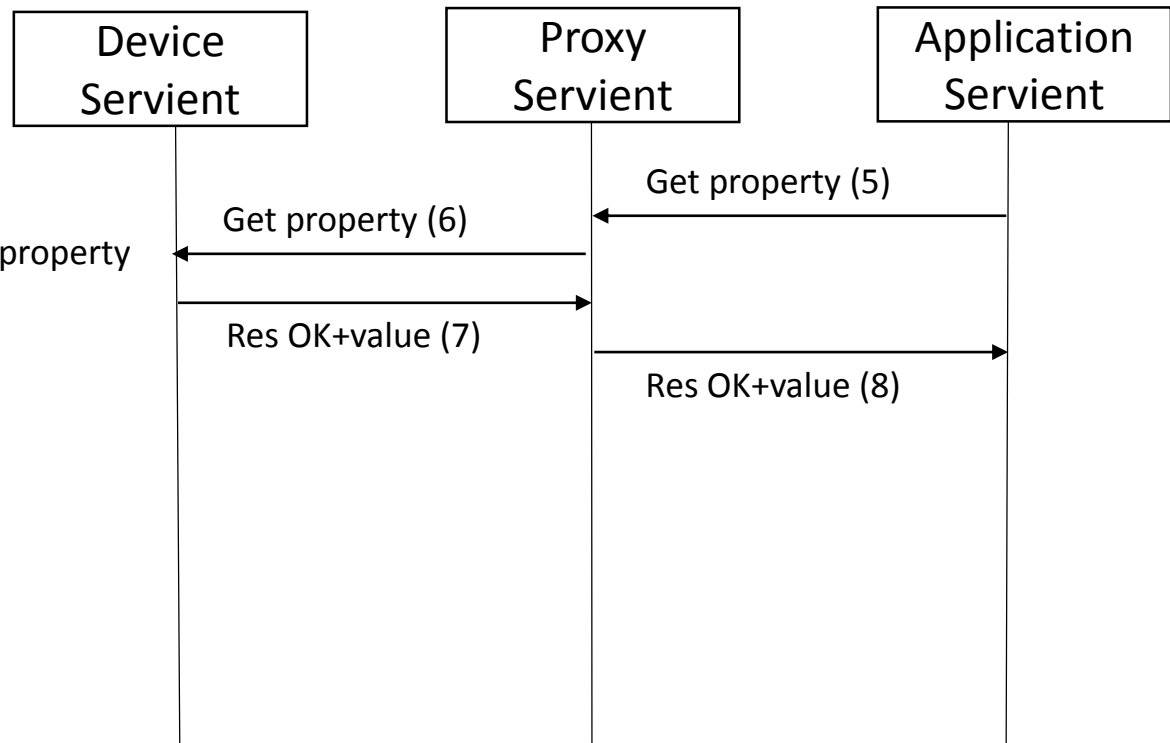 Device
Servient
Proxy
Servient
Application
Servient
Get property (5)
Get property (6)
property
Res OK+value (7)
Res OK+value (8)